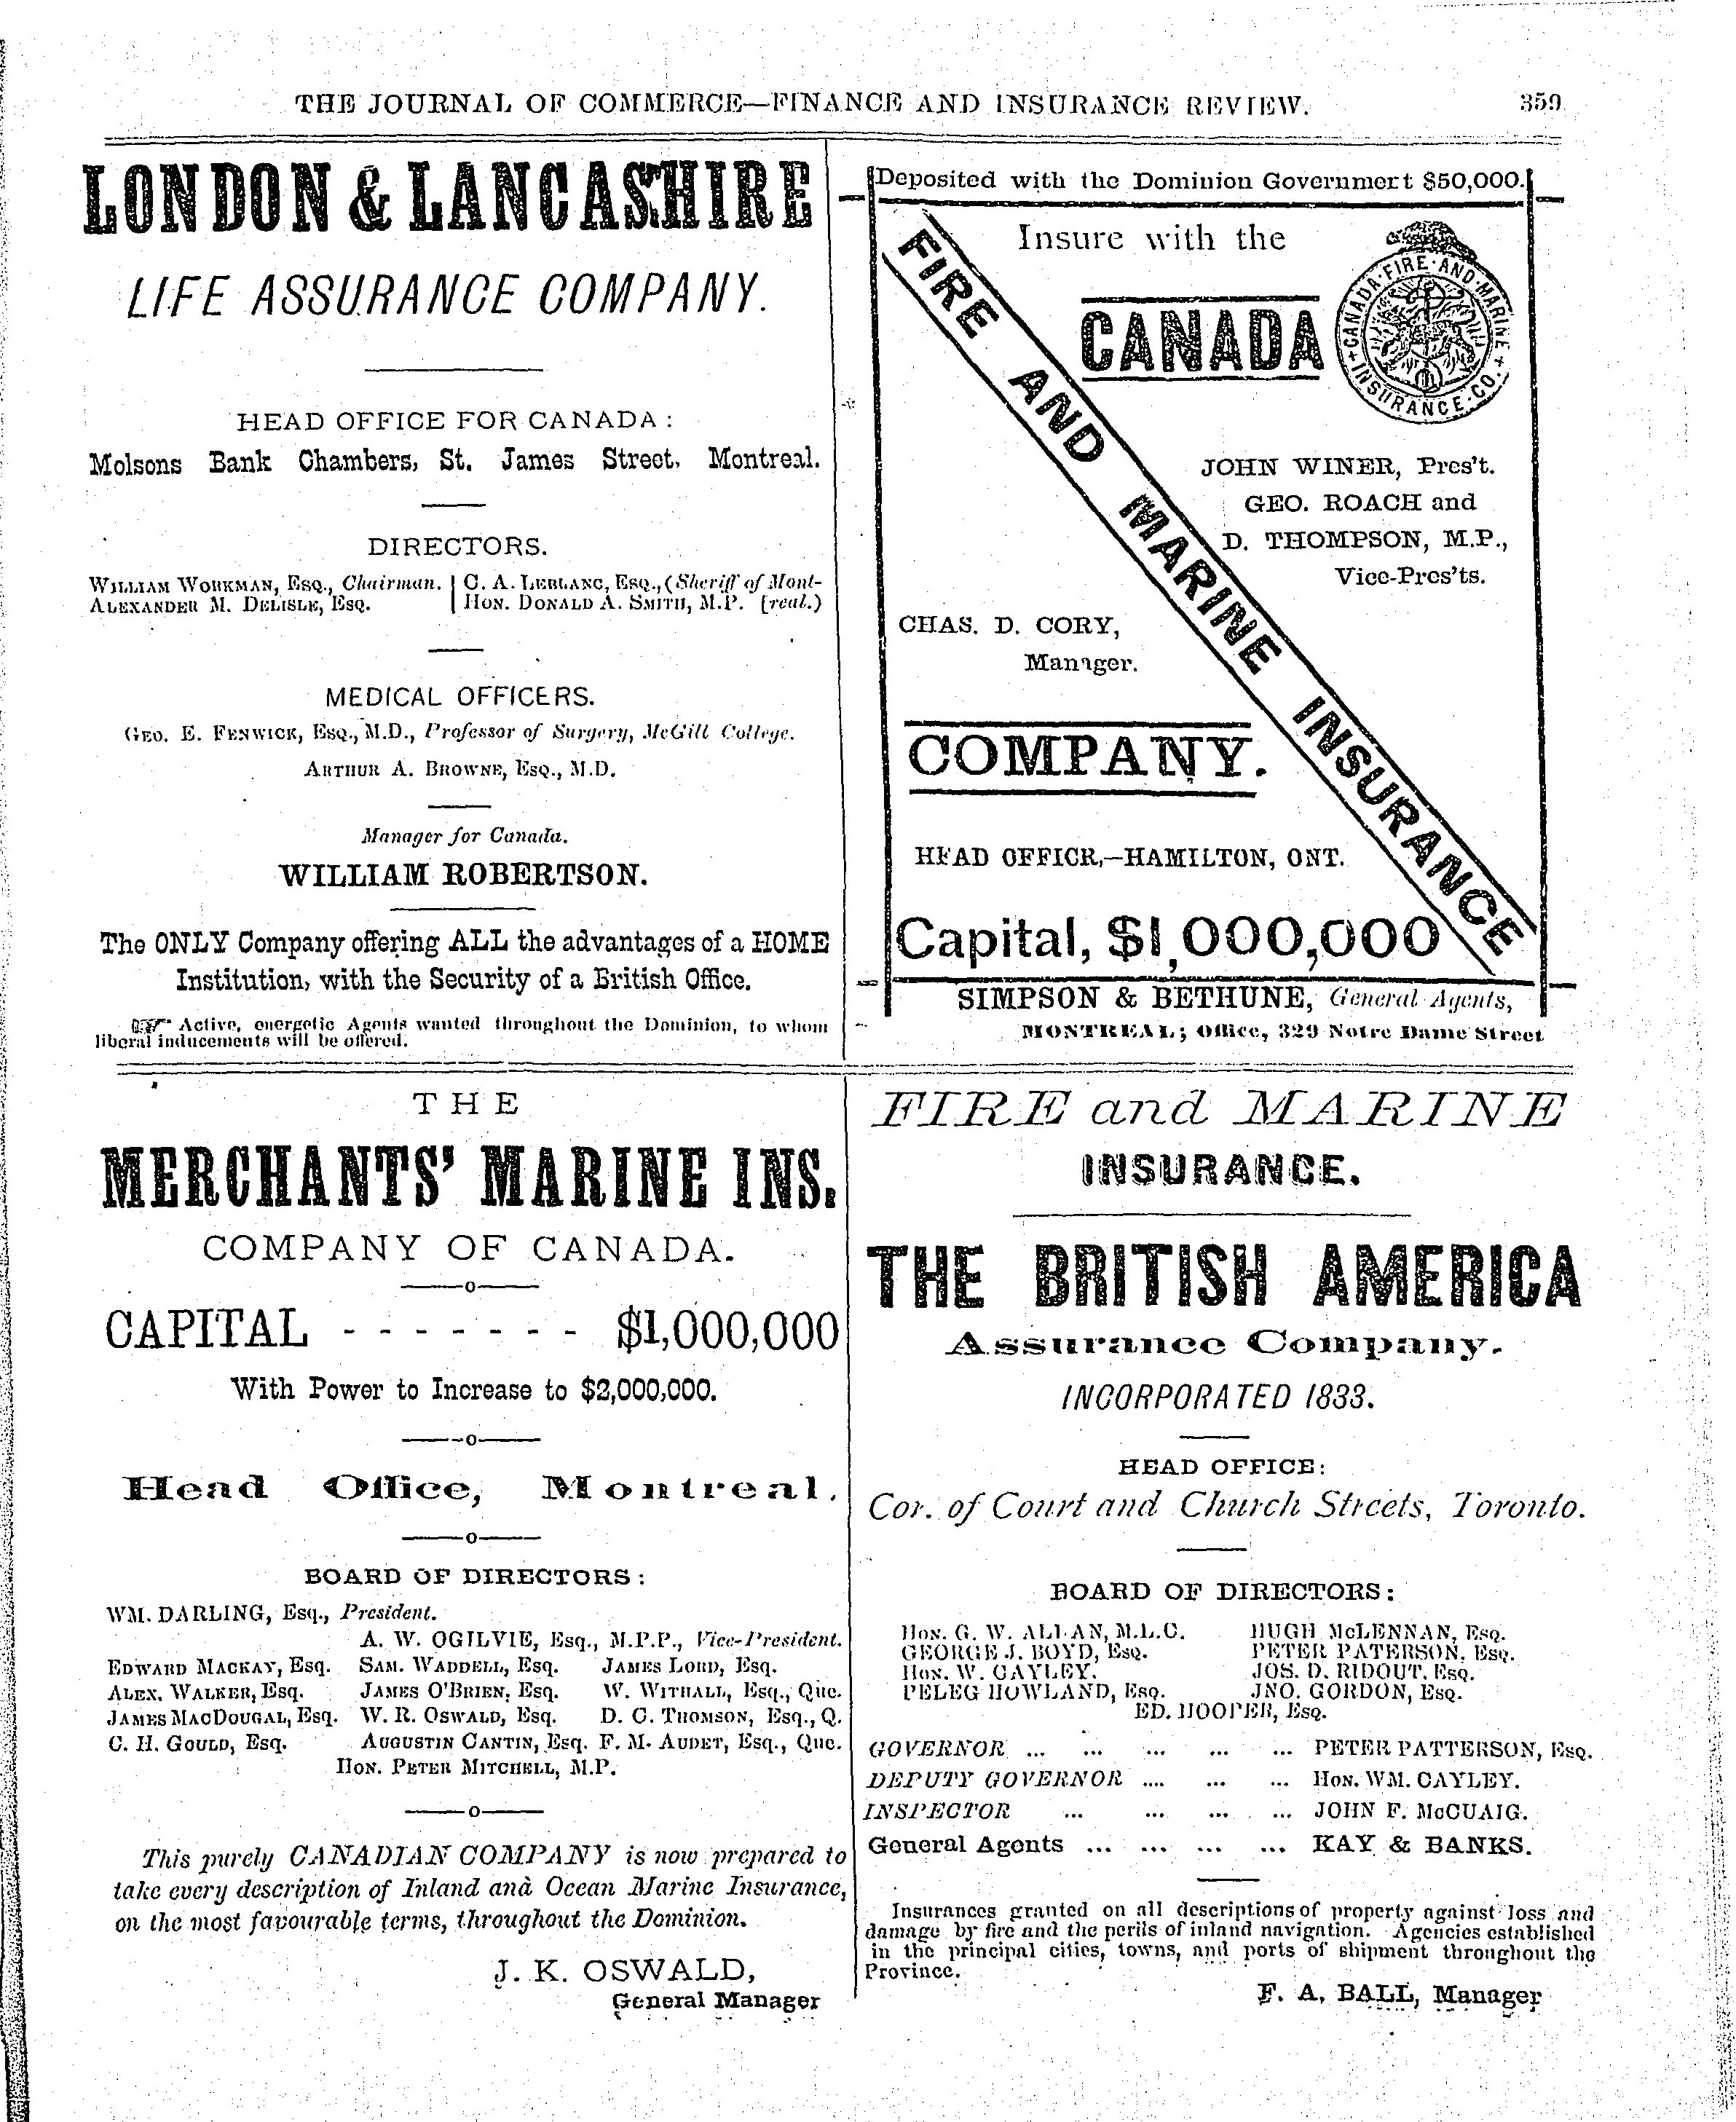 THE JOURNAL OF COMMERCE—FINANCE AND INSURANCE REVIEW. 359
LONDON & LANCASHIRE
LIFE ASSURANCE COMPANY.
HEAD OFFICE FOR CANADA:
Molsons Bank Chambers, St. James Street, Montreal.
DIRECTORS.
WILLIAM WORKMAN, ESQ., Chairman. | C. A. LEBLANC, ESQ., (Sheriff of Mont-
ALEXANDER M. DELISLE, ESQ. | HON. DONALD A. SMITH, M.P. [real.)
MEDICAL OFFICERS.
GEO. E. FENWICK, ESQ., M.D., Professor of Surgery, McGill College.
ARTHUR A. BROWNE, ESQ., M.D.
Manager for Canada.
WILLIAM ROBERTSON.
The ONLY Company offering ALL the advantages of a HOME
Institution, with the Security of a British Office.
☞ Active, energetic Agents wanted throughout the Dominion, to whom
liberal inducements will be offered.
Deposited with the Dominion Government $50,000.
Insure with the
CANADA
CANADA·FIRE·AND·MARINE + INSURANCE·CO. +
FIRE AND MARINE INSURANCE
JOHN WINER, Pres't.
GEO. ROACH and
D. THOMPSON, M.P.,
Vice-Pres'ts.
CHAS. D. CORY,
Manager.
COMPANY.
HEAD OFFICE,—HAMILTON, ONT.
Capital, $1,000,000
SIMPSON & BETHUNE, General Agents,
MONTREAL; Office, 329 Notre Dame Street
THE
MERCHANTS' MARINE INS.
COMPANY OF CANADA.
——o——
CAPITAL - - - - - - - $1,000,000
With Power to Increase to $2,000,000.
——o——
Head Office, Montreal.
——o——
BOARD OF DIRECTORS:
WM. DARLING, Esq., President.
A. W. OGILVIE, Esq., M.P.P., Vice-President.
EDWARD MACKAY, Esq. SAM. WADDELL, Esq. JAMES LORD, Esq.
ALEX. WALKER, Esq. JAMES O'BRIEN, Esq. W. WITHALL, Esq., Que.
JAMES MACDOUGAL, Esq. W. R. OSWALD, Esq. D. C. THOMSON, Esq., Q.
C. H. GOULD, Esq. AUGUSTIN CANTIN, Esq. F. M. AUDET, Esq., Que.
HON. PETER MITCHELL, M.P.
——o——
This purely CANADIAN COMPANY is now prepared to
take every description of Inland and Ocean Marine Insurance,
on the most favourable terms, throughout the Dominion.
J. K. OSWALD,
General Manager
FIRE and MARINE
INSURANCE.
THE BRITISH AMERICA
Assurance Company.
INCORPORATED 1833.
HEAD OFFICE:
Cor. of Court and Church Streets, Toronto.
BOARD OF DIRECTORS:
HON. G. W. ALLAN, M.L.C. HUGH McLENNAN, ESQ.
GEORGE J. BOYD, ESQ. PETER PATERSON, ESQ.
HON. W. CAYLEY. JOS. D. RIDOUT, ESQ.
PELEG HOWLAND, ESQ. JNO. GORDON, ESQ.
ED. HOOPER, ESQ.
GOVERNOR ... ... ... ... ... PETER PATTERSON, ESQ.
DEPUTY GOVERNOR .... ... ... HON. WM. CAYLEY.
INSPECTOR ... ... ... ... JOHN F. McCUAIG.
General Agents ... ... ... ... KAY & BANKS.
Insurances granted on all descriptions of property against loss and
damage by fire and the perils of inland navigation. Agencies established
in the principal cities, towns, and ports of shipment throughout the
Province.
F. A. BALL, Manager